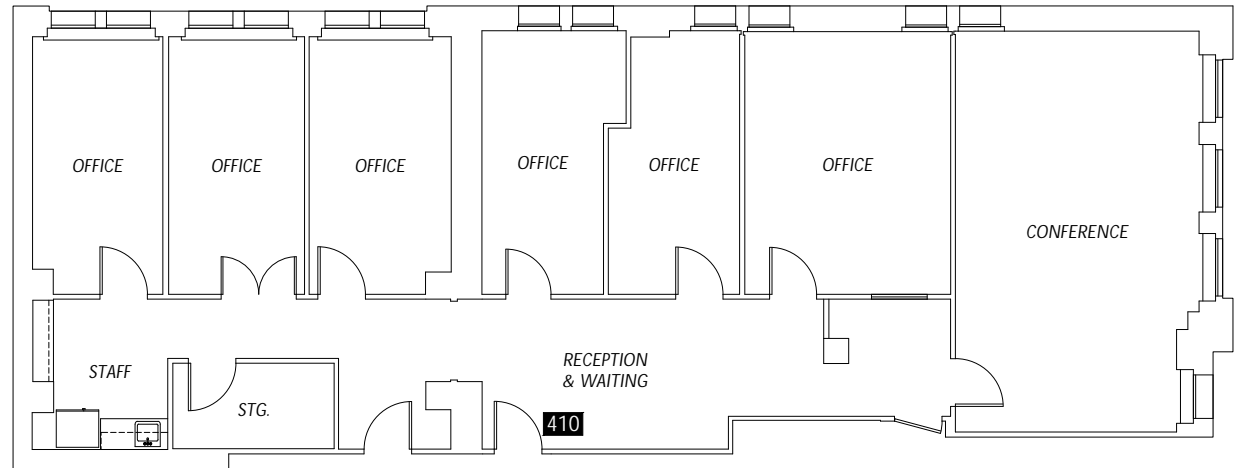 OFFICE
OFFICE
OFFICE
OFFICE
OFFICE
OFFICE
CONFERENCE
STAFF
STG.
RECEPTION
& WAITING
410